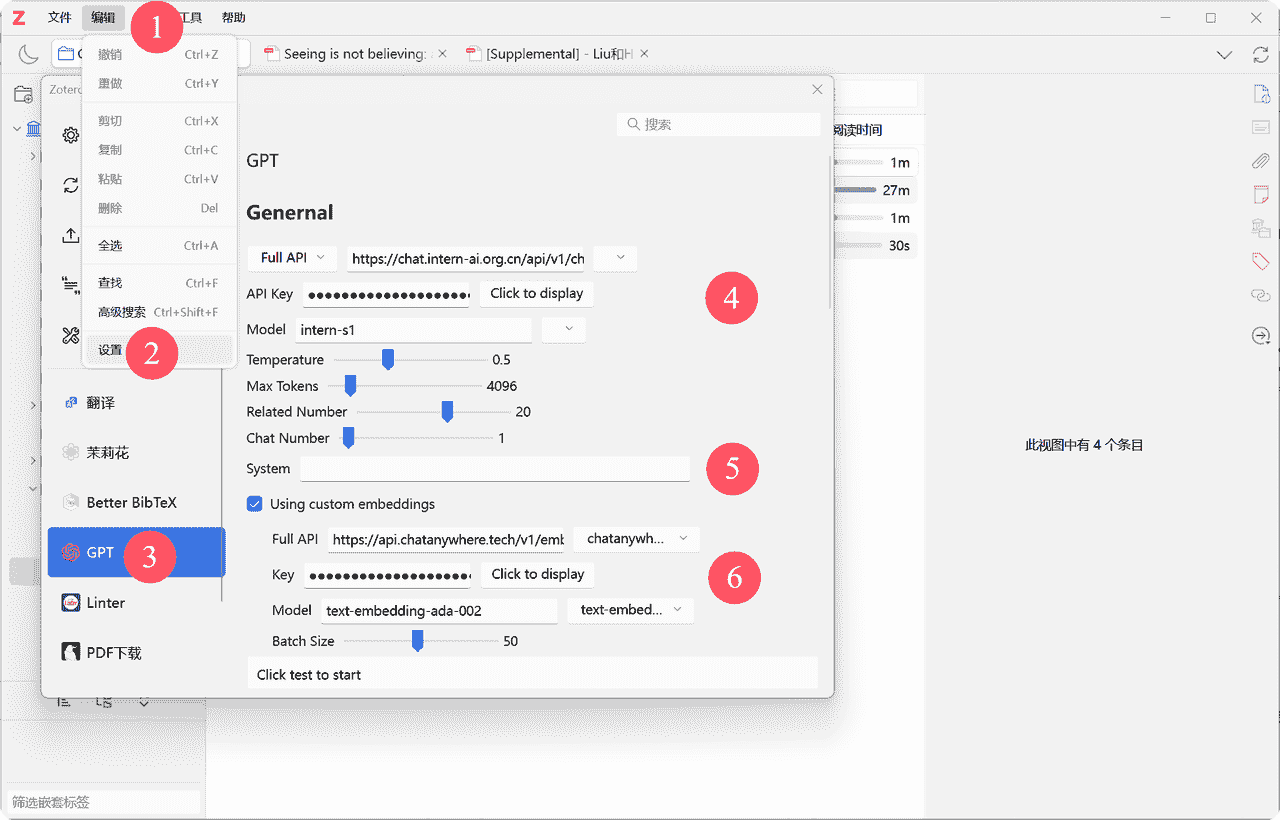 文件 编辑 工具 帮助
1
Seeing is not believing:
[Supplemental] - Liu和H
撤销 Ctrl+Z
重做 Ctrl+Y
剪切 Ctrl+X
复制 Ctrl+C
粘贴 Ctrl+V
删除 Del
全选 Ctrl+A
查找 Ctrl+F
高级搜索 Ctrl+Shift+F
设置
2
翻译
茉莉花
Better BibTeX
GPT
3
Linter
PDF下载
搜索
GPT
Genernal
Full API https://chat.intern-ai.org.cn/api/v1/ch
API Key ●●●●●●●●●●●●●●●●●●● Click to display
4
Model intern-s1
Temperature 0.5
Max Tokens 4096
Related Number 20
Chat Number 1
System
5
Using custom embeddings
Full API https://api.chatanywhere.tech/v1/emb chatanywh...
Key ●●●●●●●●●●●●●●●●●●● Click to display
6
Model text-embedding-ada-002 text-embed...
Batch Size 50
Click test to start
阅读时间
1m
27m
1m
30s
此视图中有 4 个条目
筛选嵌套标签